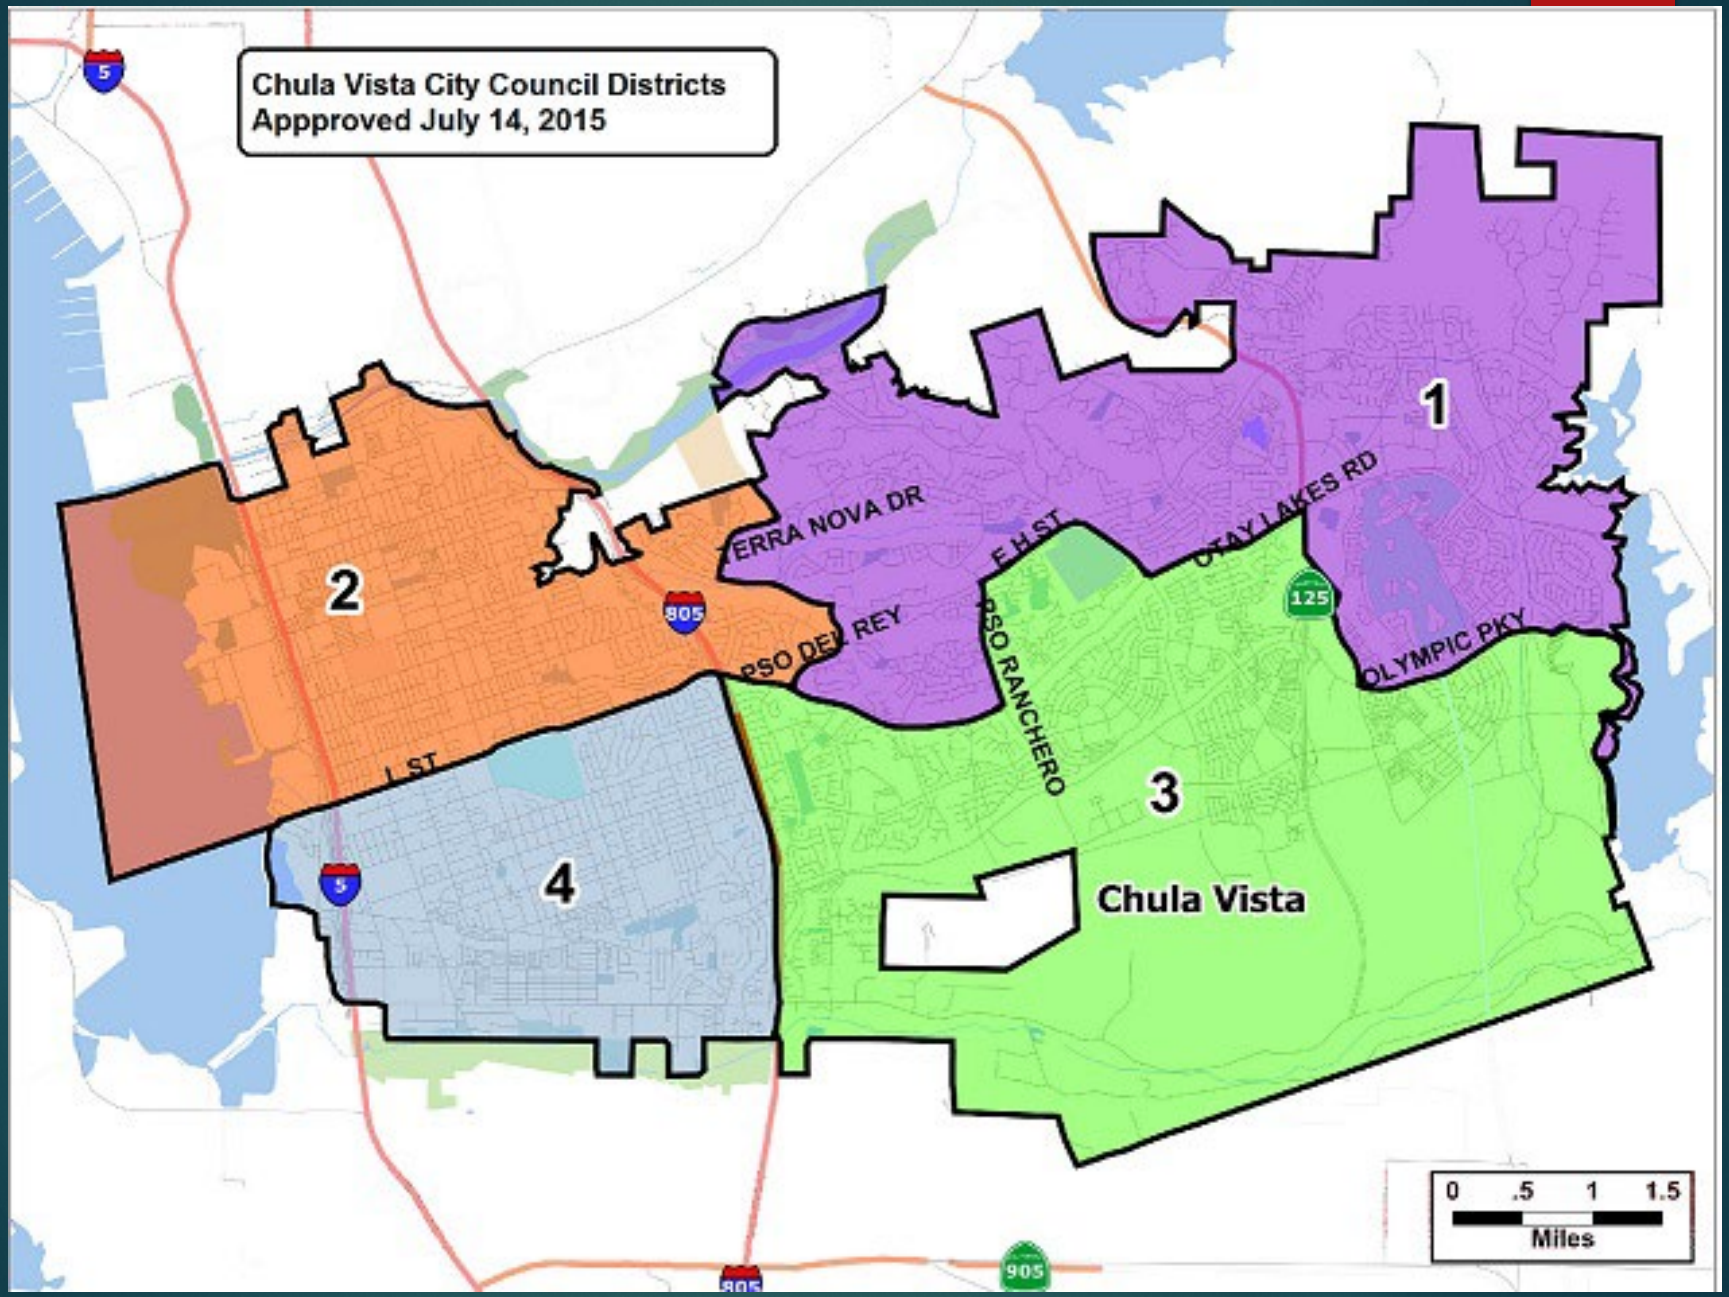 Chula Vista City Council Districts
Appproved July 14, 2015
5
1
2
TERRA NOVA DR
E H ST
OTAY LAKES RD
125
805
PSO DEL REY
PSO RANCHERO
OLYMPIC PKY
L ST
3
4
5
Chula Vista
0 .5 1 1.5
Miles
905
805